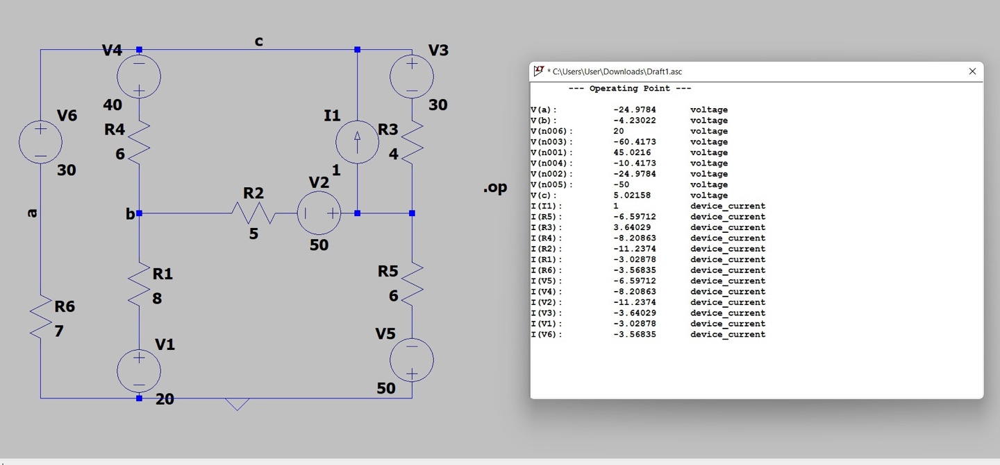 c
V4
40
V3
30
V6
30
R4
6
I1
1
R3
4
V2
50
R2
5
a
b
R1
8
R5
6
R6
7
V1
20
V5
50
.op
* C:\Users\User\Downloads\Draft1.asc
--- Operating Point ---
V(a): -24.9784 voltage
V(b): -4.23022 voltage
V(n006): 20 voltage
V(n003): -60.4173 voltage
V(n001): 45.0216 voltage
V(n004): -10.4173 voltage
V(n002): -24.9784 voltage
V(n005): -50 voltage
V(c): 5.02158 voltage
I(I1): 1 device_current
I(R5): -6.59712 device_current
I(R3): 3.64029 device_current
I(R4): -8.20863 device_current
I(R2): -11.2374 device_current
I(R1): -3.02878 device_current
I(R6): -3.56835 device_current
I(V5): -6.59712 device_current
I(V4): -8.20863 device_current
I(V2): -11.2374 device_current
I(V3): -3.64029 device_current
I(V1): -3.02878 device_current
I(V6): -3.56835 device_current